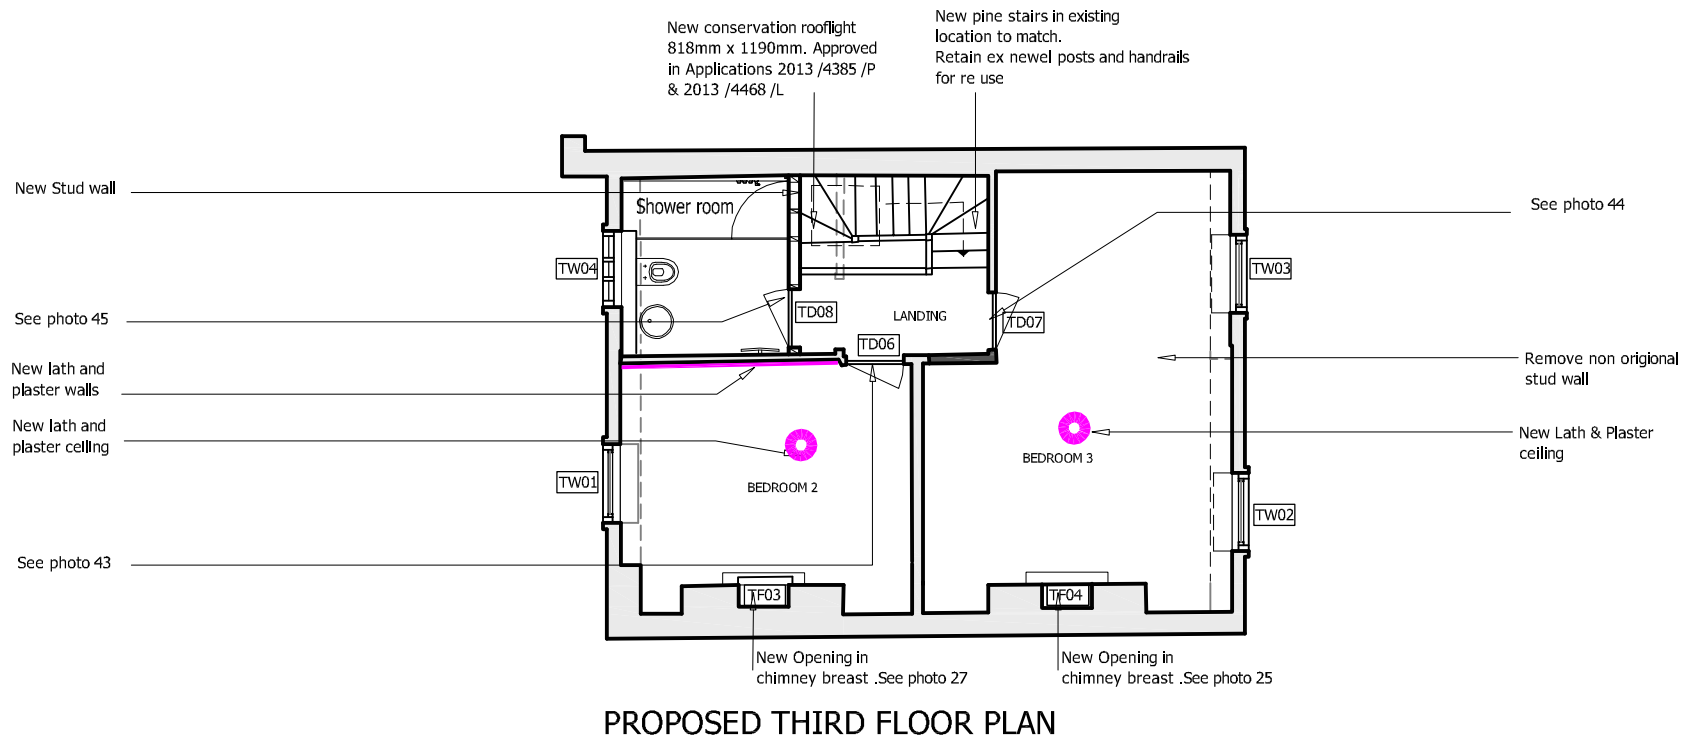 New conservation rooflight
818mm x 1190mm. Approved
in Applications 2013 /4385 /P
& 2013 /4468 /L
New pine stairs in existing
location to match.
Retain ex newel posts and handrails
for re use
New Stud wall
Shower room
See photo 44
TW04
TW03
See photo 45
TD08
LANDING
TD07
TD06
New lath and
plaster walls
Remove non origional
stud wall
New lath and
plaster ceiling
New Lath & Plaster
ceiling
BEDROOM 3
BEDROOM 2
TW01
TW02
See photo 43
TF03
TF04
New Opening in
chimney breast .See photo 27
New Opening in
chimney breast .See photo 25
PROPOSED THIRD FLOOR PLAN